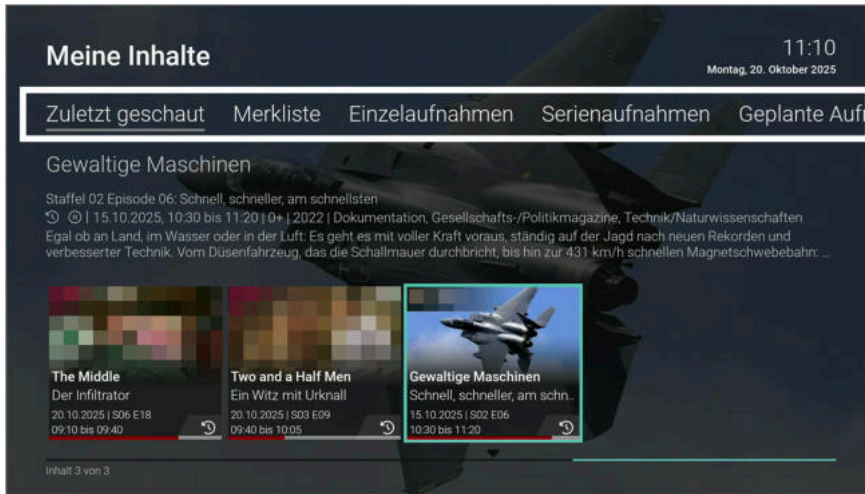 Meine Inhalte
11:10
Montag, 20. Oktober 2025
Zuletzt geschaut Merkliste Einzelaufnahmen Serienaufnahmen Geplante Auf
Gewaltige Maschinen
Staffel 02 Episode 06: Schnell, schneller, am schnellsten
| 15.10.2025, 10:30 bis 11:20 | 0+ | 2022 | Dokumentation, Gesellschafts-/Politikmagazine, Technik/Naturwissenschaften
Egal ob an Land, im Wasser oder in der Luft: Es geht es mit voller Kraft voraus, ständig auf der Jagd nach neuen Rekorden und
verbesserter Technik. Vom Düsenfahrzeug, das die Schallmauer durchbricht, bis hin zur 431 km/h schnellen Magnetschwebebahn: ...
The Middle
Der Infiltrator
20.10.2025 | S06 E18
09:10 bis 09:40
Two and a Half Men
Ein Witz mit Urknall
20.10.2025 | S03 E09
09:40 bis 10:05
Gewaltige Maschinen
Schnell, schneller, am schn..
15.10.2025 | S02 E06
10:30 bis 11:20
Inhalt 3 von 3